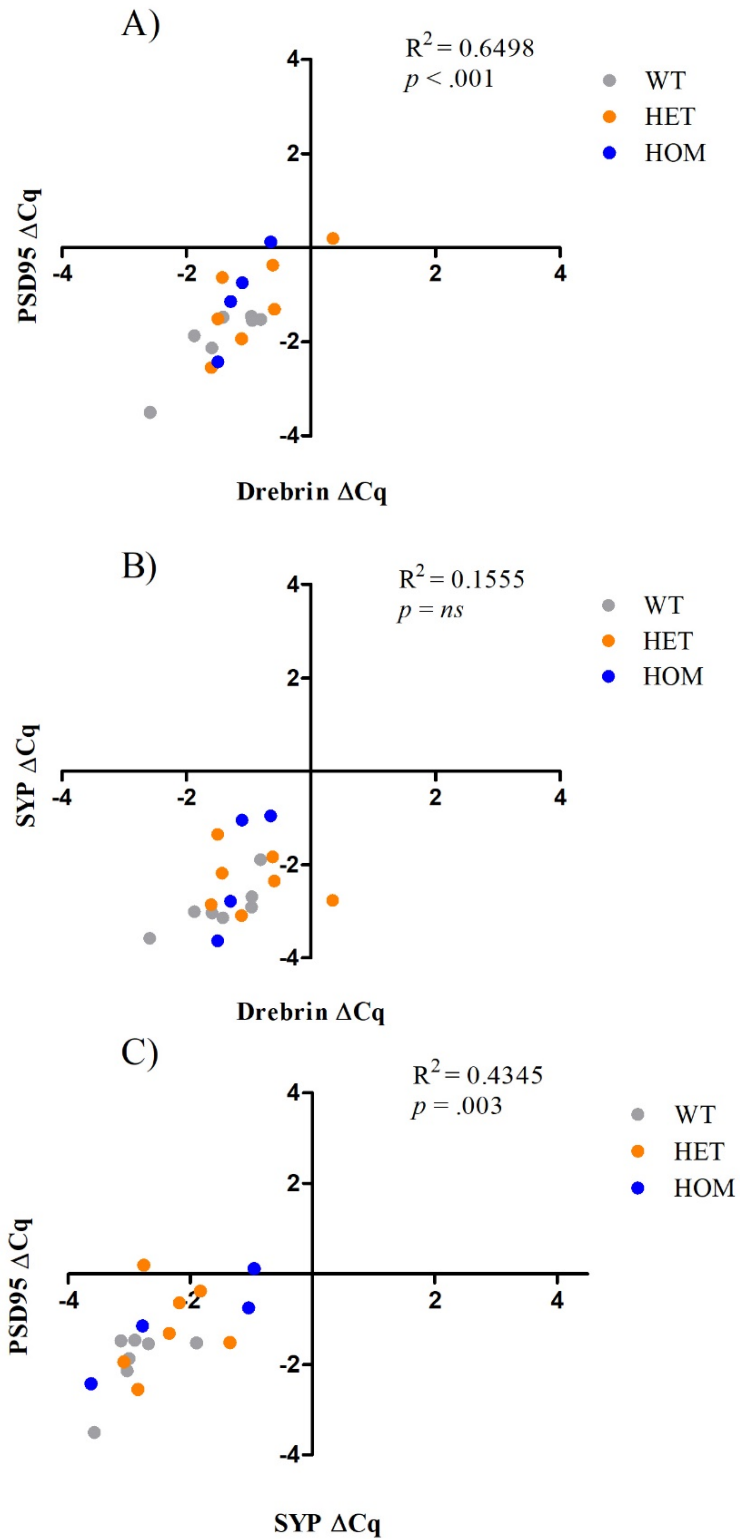 A)
R² = 0.6498
p < .001
WT
HET
HOM
4
2
-4
-2
2
4
-2
-4
PSD95 ΔCq
Drebrin ΔCq
B)
R² = 0.1555
p = ns
WT
HET
HOM
4
2
-4
-2
2
4
-2
-4
SYP ΔCq
Drebrin ΔCq
C)
R² = 0.4345
p = .003
WT
HET
HOM
4
2
-4
-2
2
4
-2
-4
PSD95 ΔCq
SYP ΔCq